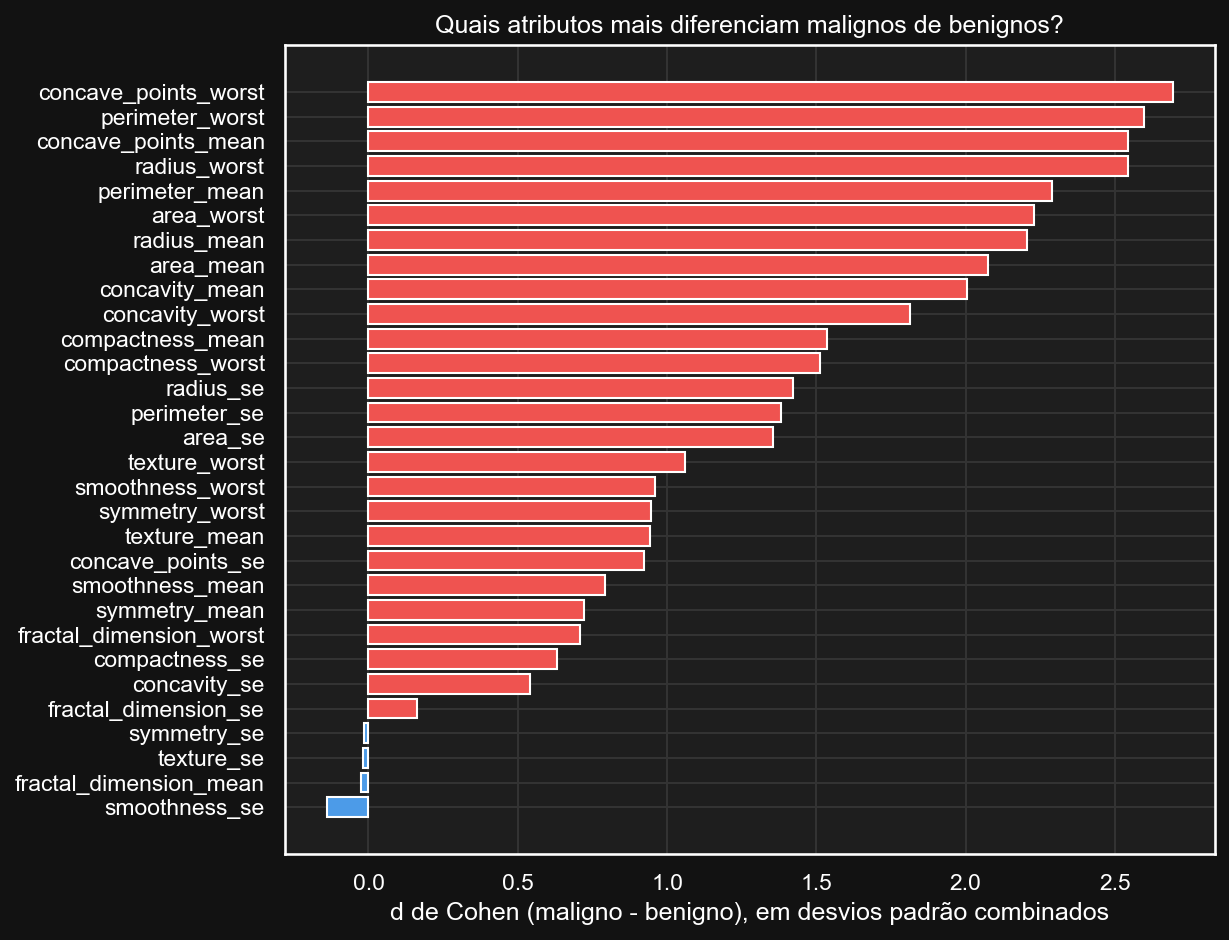 Quais atributos mais diferenciam malignos de benignos?
concave_points_worst
perimeter_worst
concave_points_mean
radius_worst
perimeter_mean
area_worst
radius_mean
area_mean
concavity_mean
concavity_worst
compactness_mean
compactness_worst
radius_se
perimeter_se
area_se
texture_worst
smoothness_worst
symmetry_worst
texture_mean
concave_points_se
smoothness_mean
symmetry_mean
fractal_dimension_worst
compactness_se
concavity_se
fractal_dimension_se
symmetry_se
texture_se
fractal_dimension_mean
smoothness_se
0.0 0.5 1.0 1.5 2.0 2.5
d de Cohen (maligno - benigno), em desvios padrão combinados